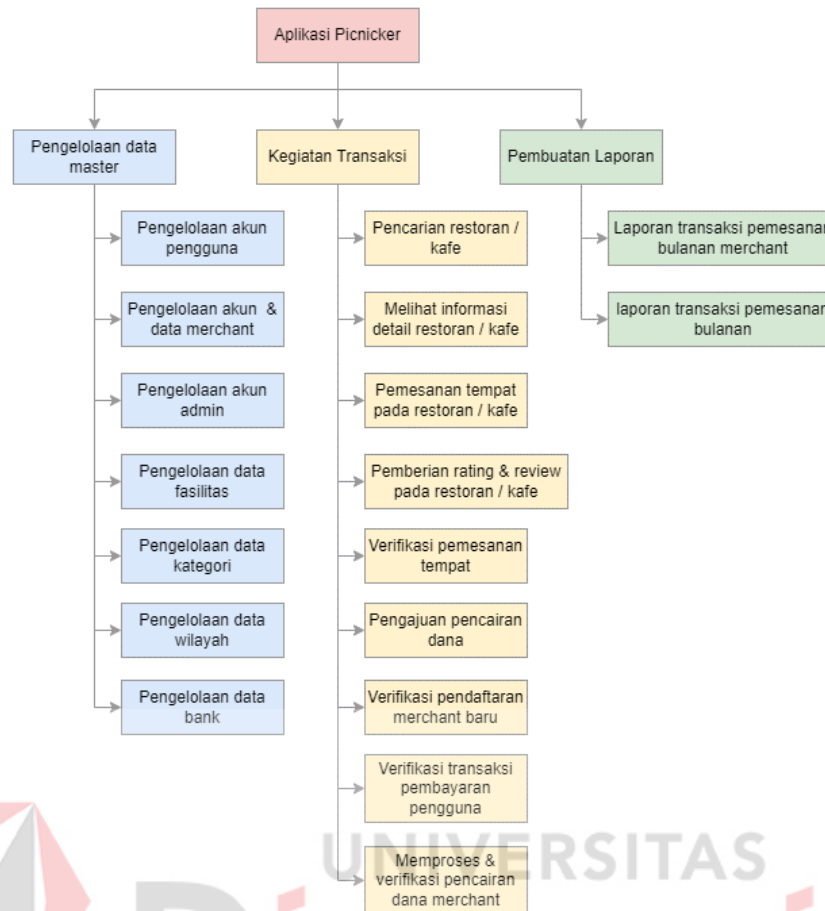 Aplikasi Picnicker
Pengelolaan data
master
Kegiatan Transaksi
Pembuatan Laporan
Pengelolaan akun
pengguna
Pengelolaan akun & 
data merchant
Pengelolaan akun
admin
Pengelolaan data
fasilitas
Pengelolaan data
kategori
Pengelolaan data
wilayah
Pengelolaan data
bank
Pencarian restoran /
kafe
Melihat informasi
detail restoran / kafe
Pemesanan tempat
pada restoran / kafe
Pemberian rating & review
pada restoran / kafe
Verifikasi pemesanan
tempat
Pengajuan pencairan
dana
Verifikasi pendaftaran
merchant baru
Verifikasi transaksi
pembayaran
pengguna
Memproses &
verifikasi pencairan
dana merchant
Laporan transaksi pemesanan
bulanan merchant
laporan transaksi pemesanan
bulanan
UNIVERSITAS